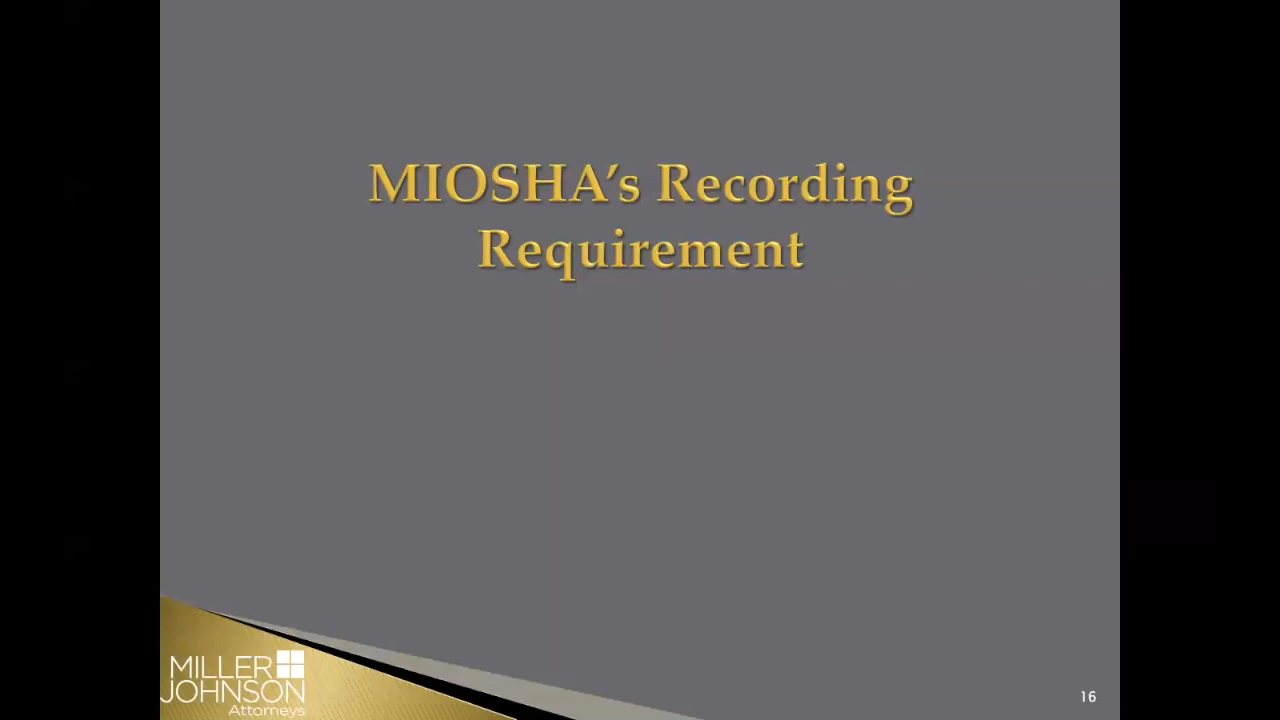 MIOSHA’s Recording
Requirement
MILLER
JOHNSON
Attorneys
16